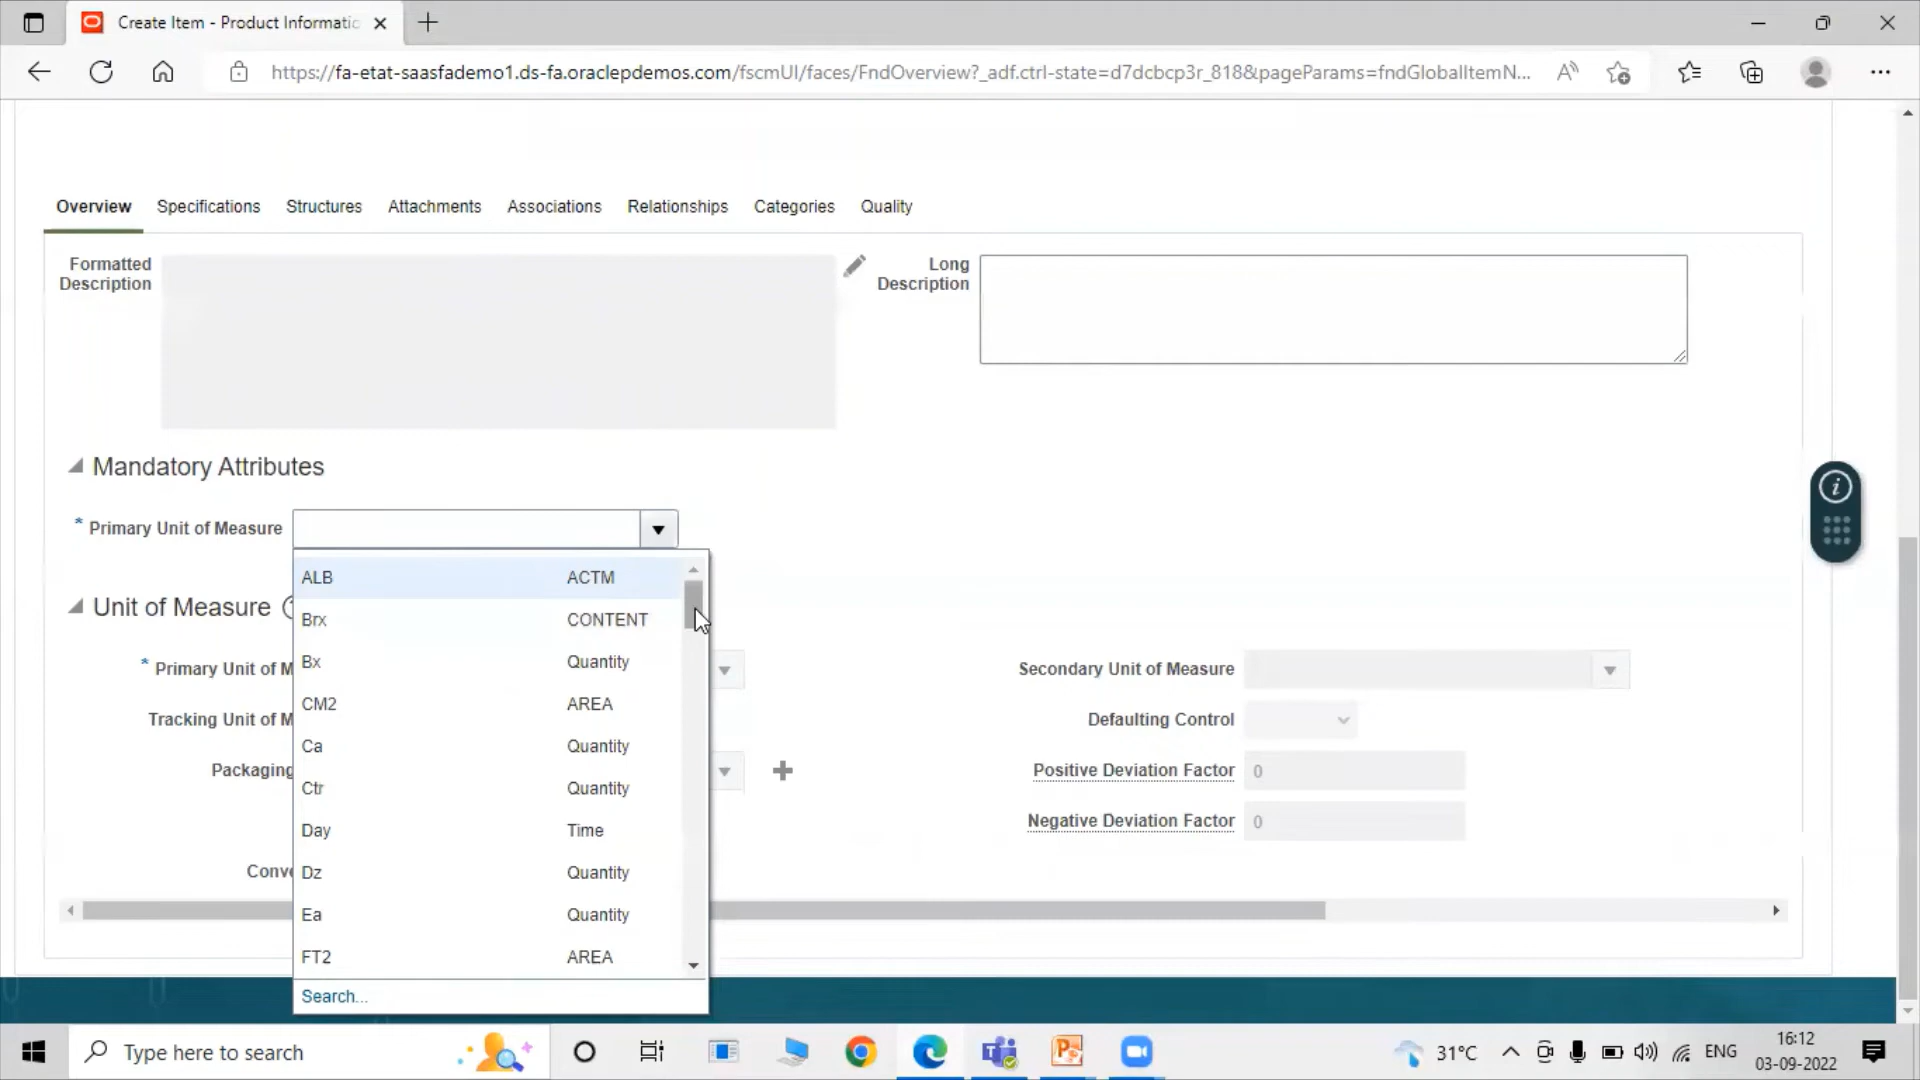 Create Item - Product Informatio
https://fa-etat-saasfademo1.ds-fa.oraclepdemos.com/fscmUI/faces/FndOverview?_adf.ctrl-state=d7dcbcp3r_818&pageParams=fndGlobalItemN...
Overview Specifications Structures Attachments Associations Relationships Categories Quality
Formatted Description
Long Description
Mandatory Attributes
* Primary Unit of Measure
ALB ACTM
Brx CONTENT
Bx Quantity
CM2 AREA
Ca Quantity
Ctr Quantity
Day Time
Dz Quantity
Ea Quantity
FT2 AREA
Search...
Unit of Measure
* Primary Unit of M
Tracking Unit of M
Packaging
Conve
Secondary Unit of Measure
Defaulting Control
Positive Deviation Factor 0
Negative Deviation Factor 0
Type here to search
31°C
ENG
16:12
03-09-2022